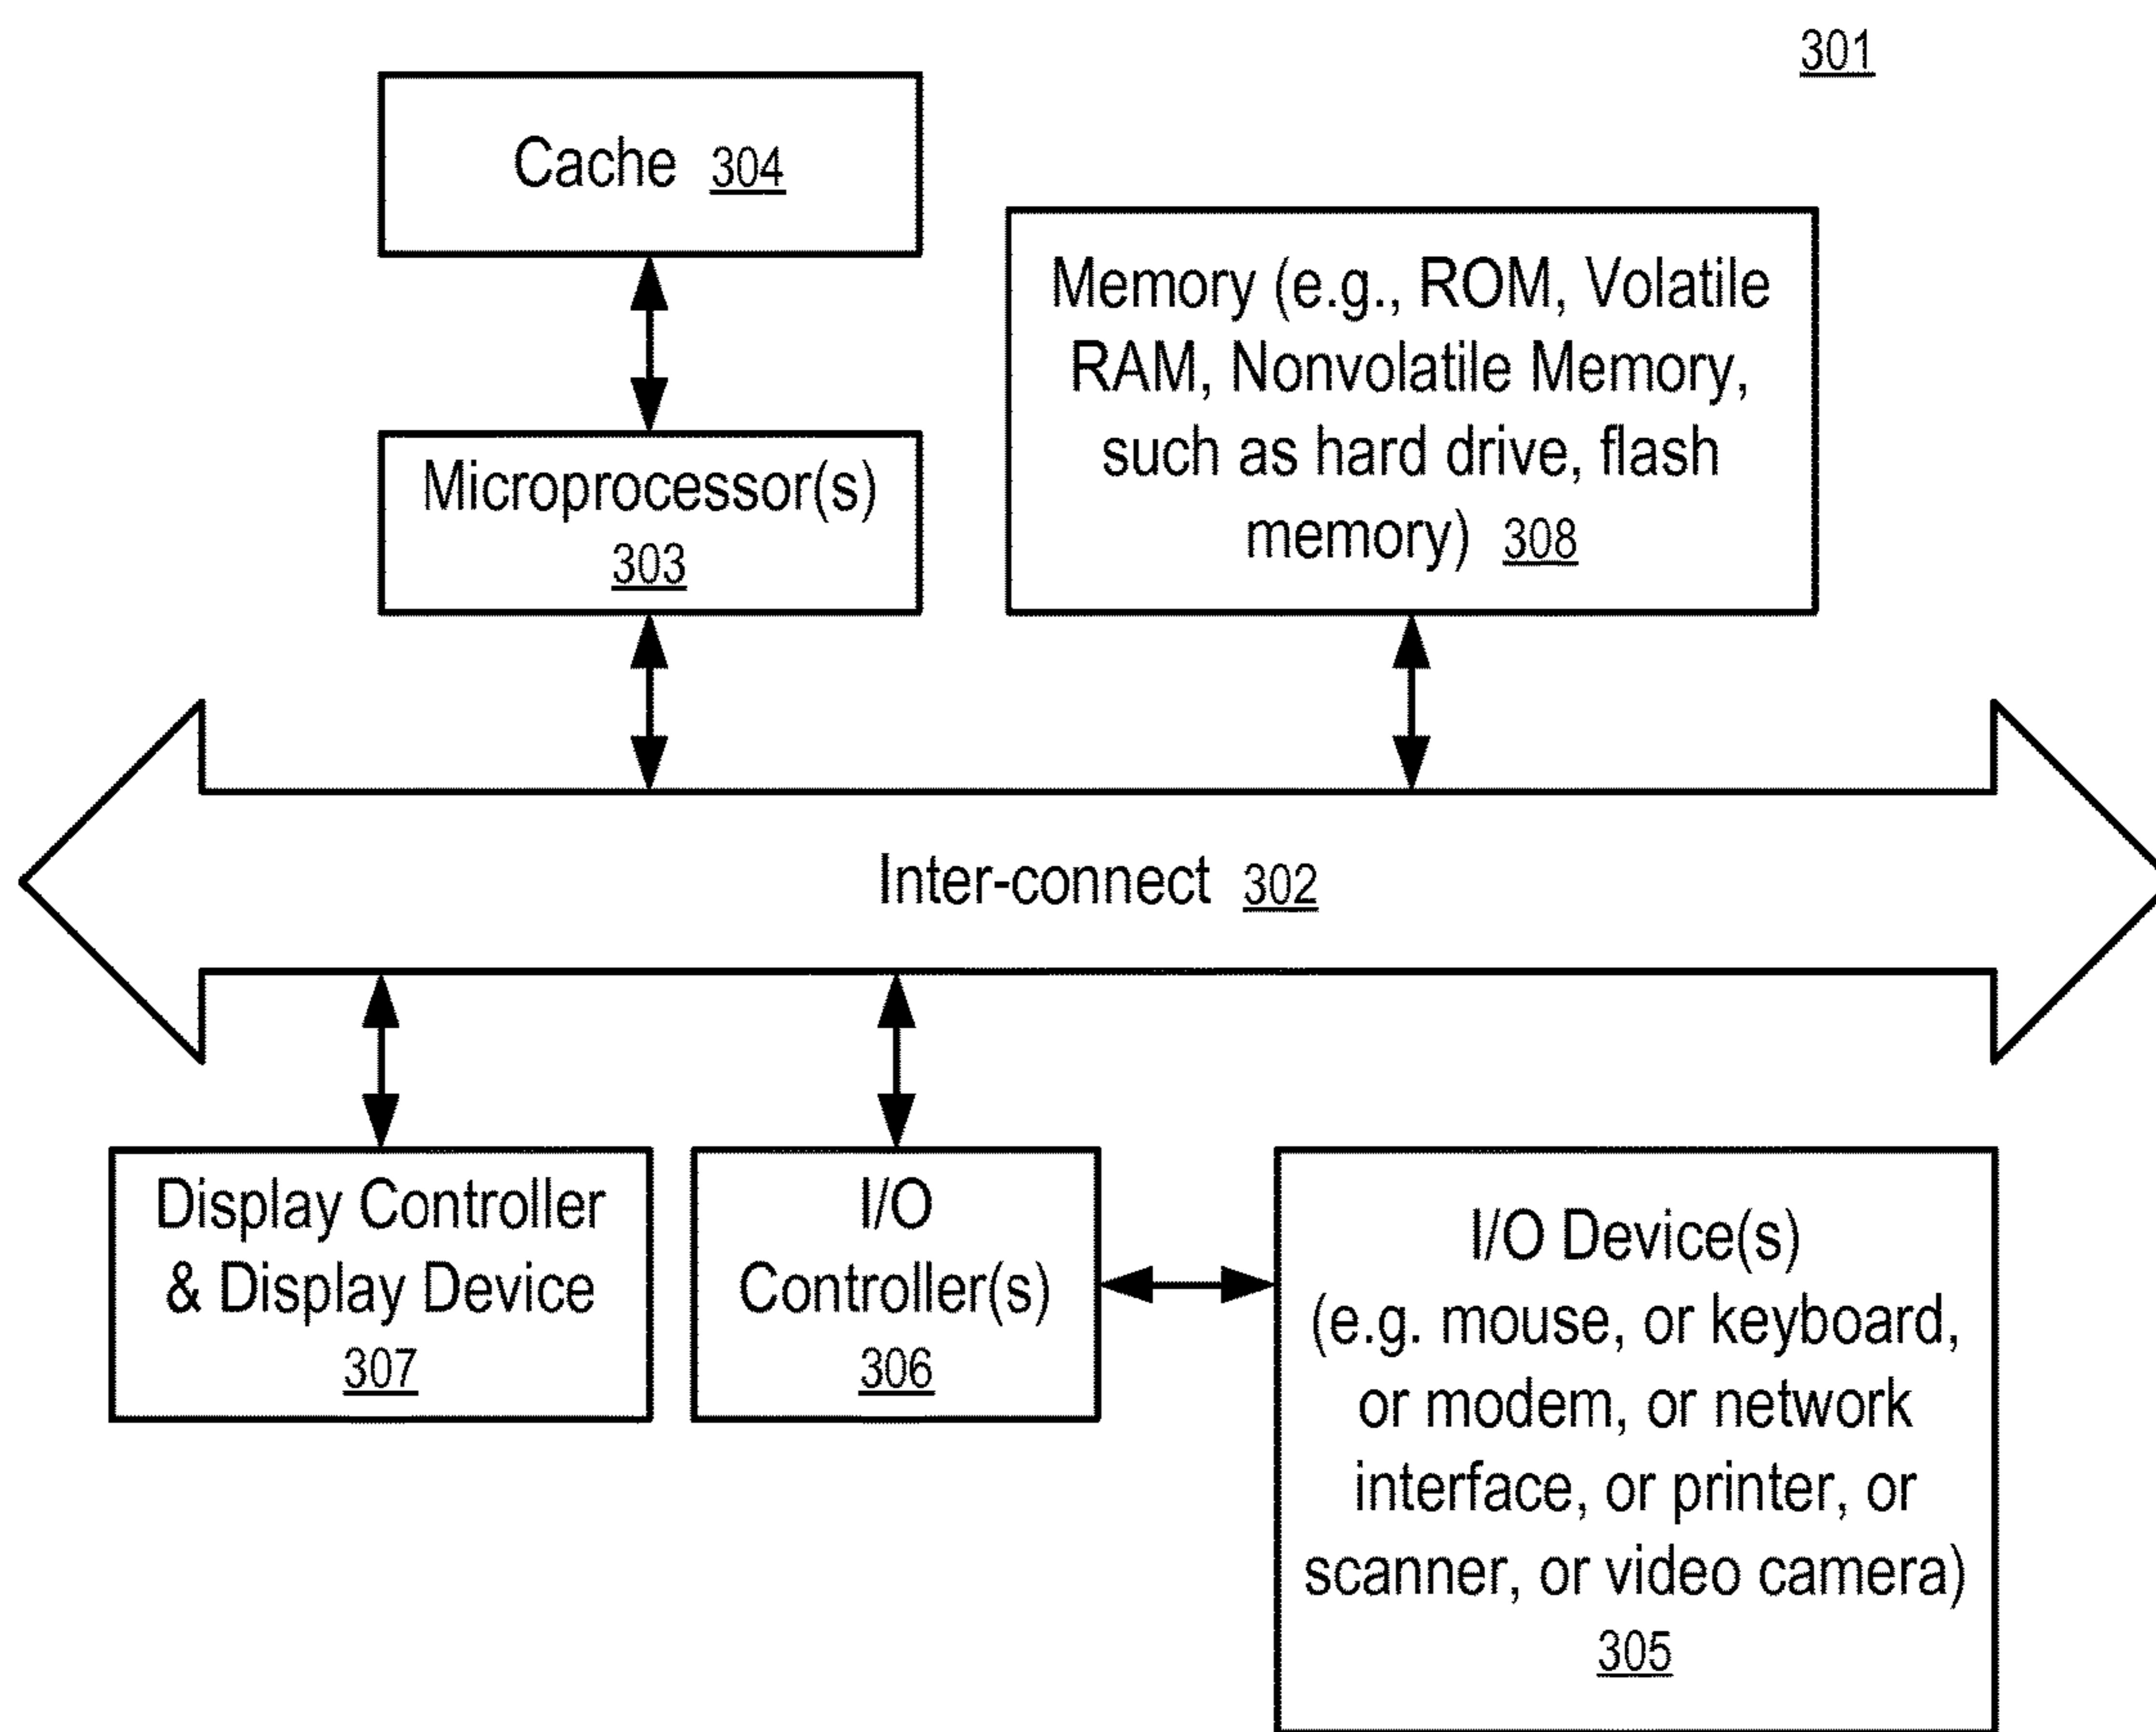 301
Cache 304
Memory (e.g., ROM, Volatile
RAM, Nonvolatile Memory,
such as hard drive, flash
memory) 308
Microprocessor(s)
303
Inter-connect 302
Display Controller
& Display Device
307
I/O
Controller(s)
306
I/O Device(s)
(e.g. mouse, or keyboard,
or modem, or network
interface, or printer, or
scanner, or video camera)
305